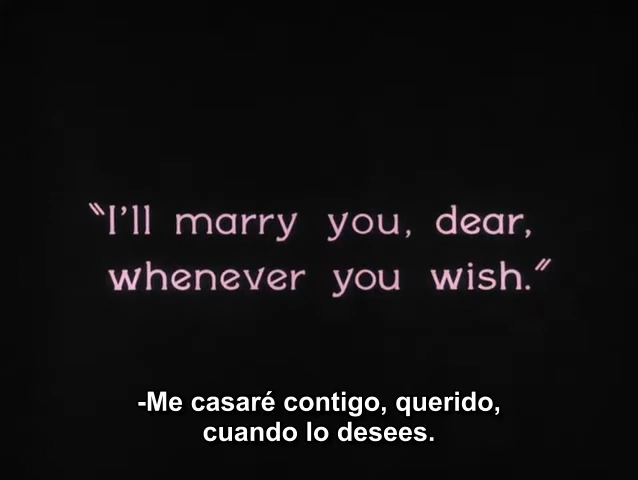 "I'll marry you, dear,
whenever you wish."
-Me casaré contigo, querido,
cuando lo desees.